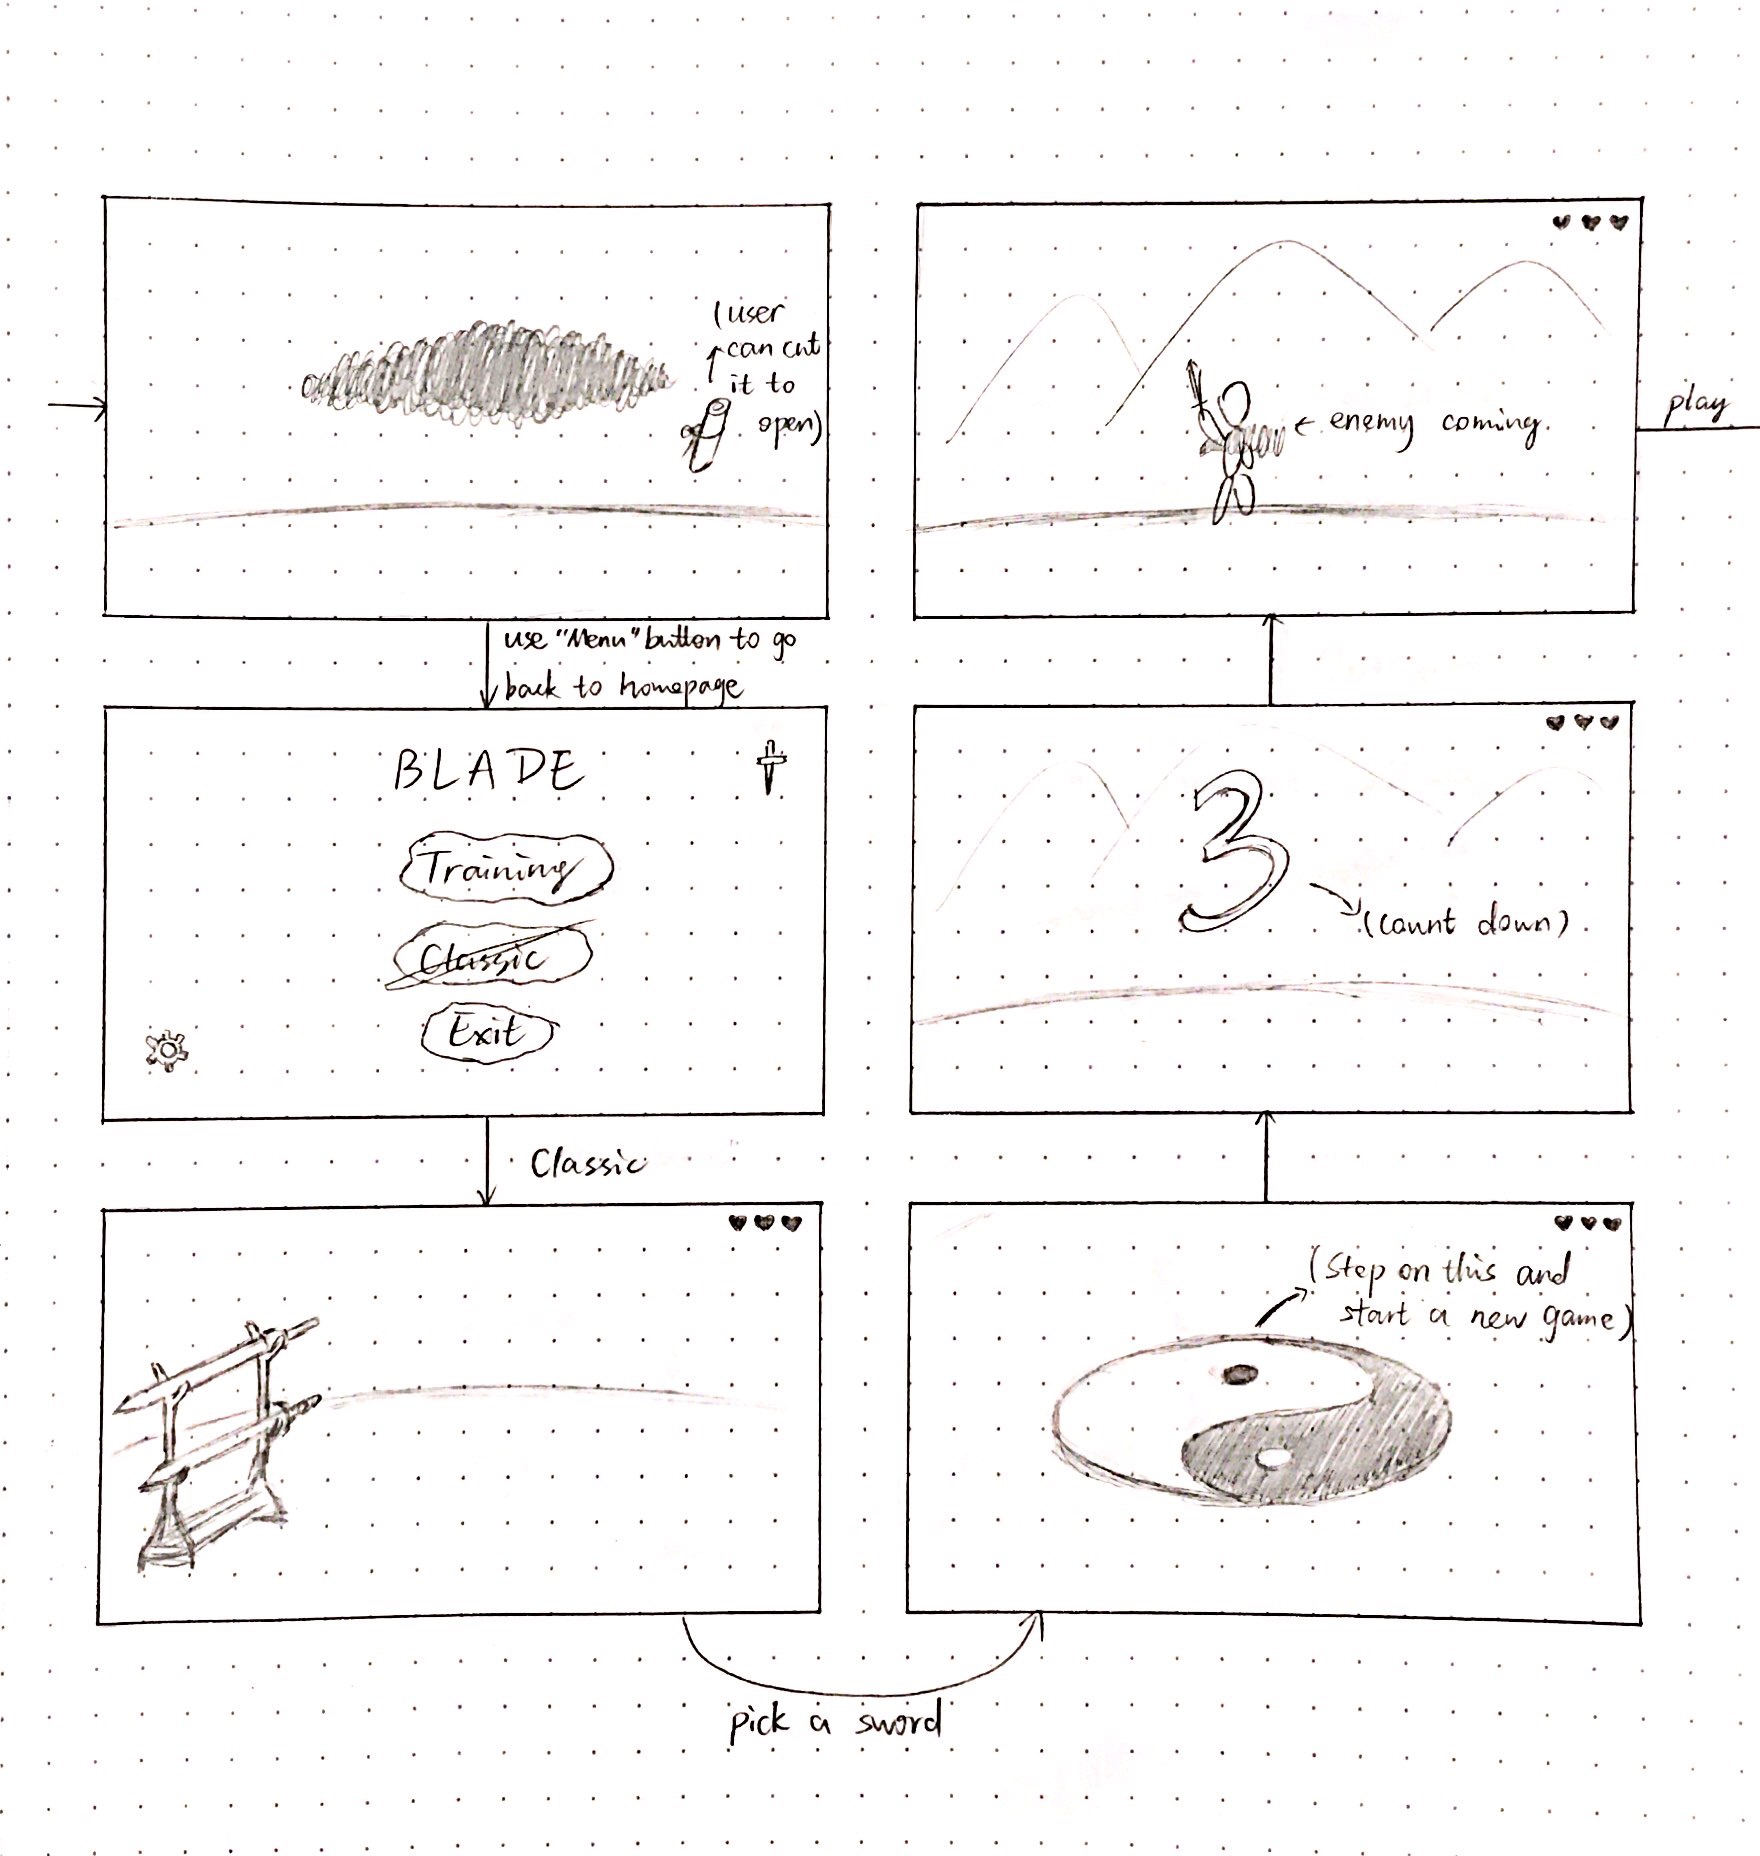 (user
can cut
it to
open)
use "Menu" button to go
back to homepage
BLADE
Training
Classic
Exit
Classic
pick a sword
(Step on this and
start a new game)
3
(count down)
← enemy coming.
play